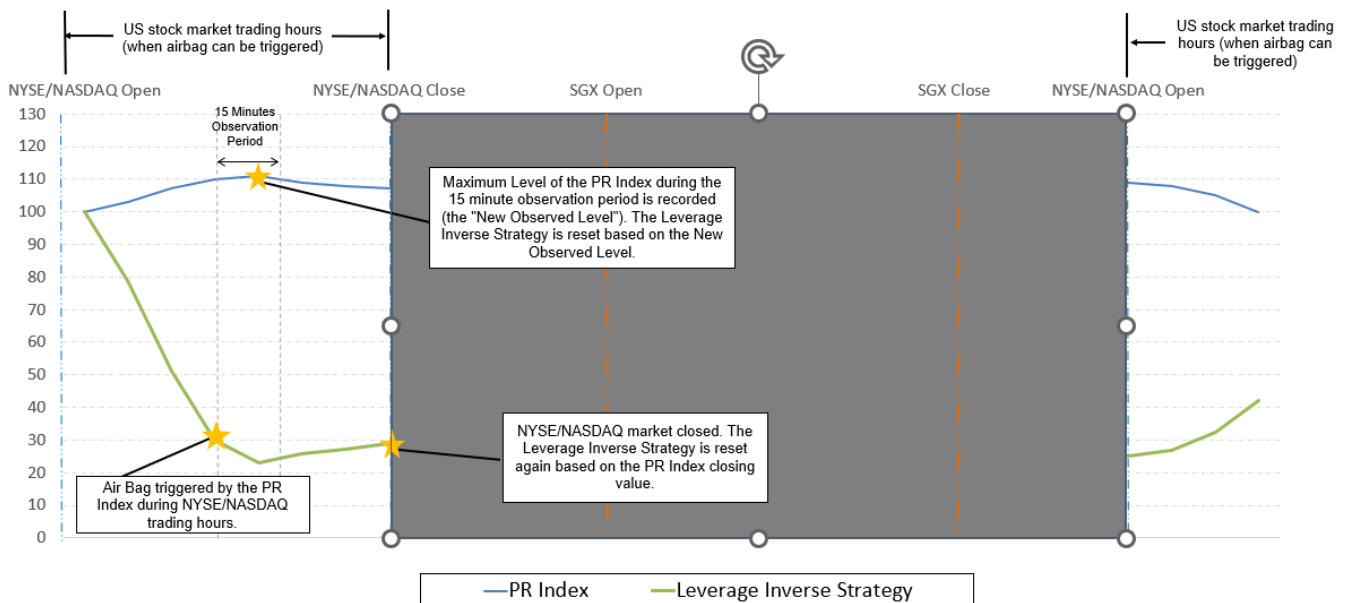 US stock market trading hours
(when airbag can be triggered)
US stock market trading
hours (when airbag can
be triggered)
NYSE/NASDAQ Open
NYSE/NASDAQ Close
SGX Open
SGX Close
NYSE/NASDAQ Open
130
120
110
100
90
80
70
60
50
40
30
20
10
0
15 Minutes
Observation
Period
Maximum Level of the PR Index during the
15 minute observation period is recorded
(the "New Observed Level"). The Leverage
Inverse Strategy is reset based on the New
Observed Level.
NYSE/NASDAQ market closed. The
Leverage Inverse Strategy is reset
again based on the PR Index closing
value.
Air Bag triggered by the PR
Index during NYSE/NASDAQ
trading hours.
PR Index
Leverage Inverse Strategy